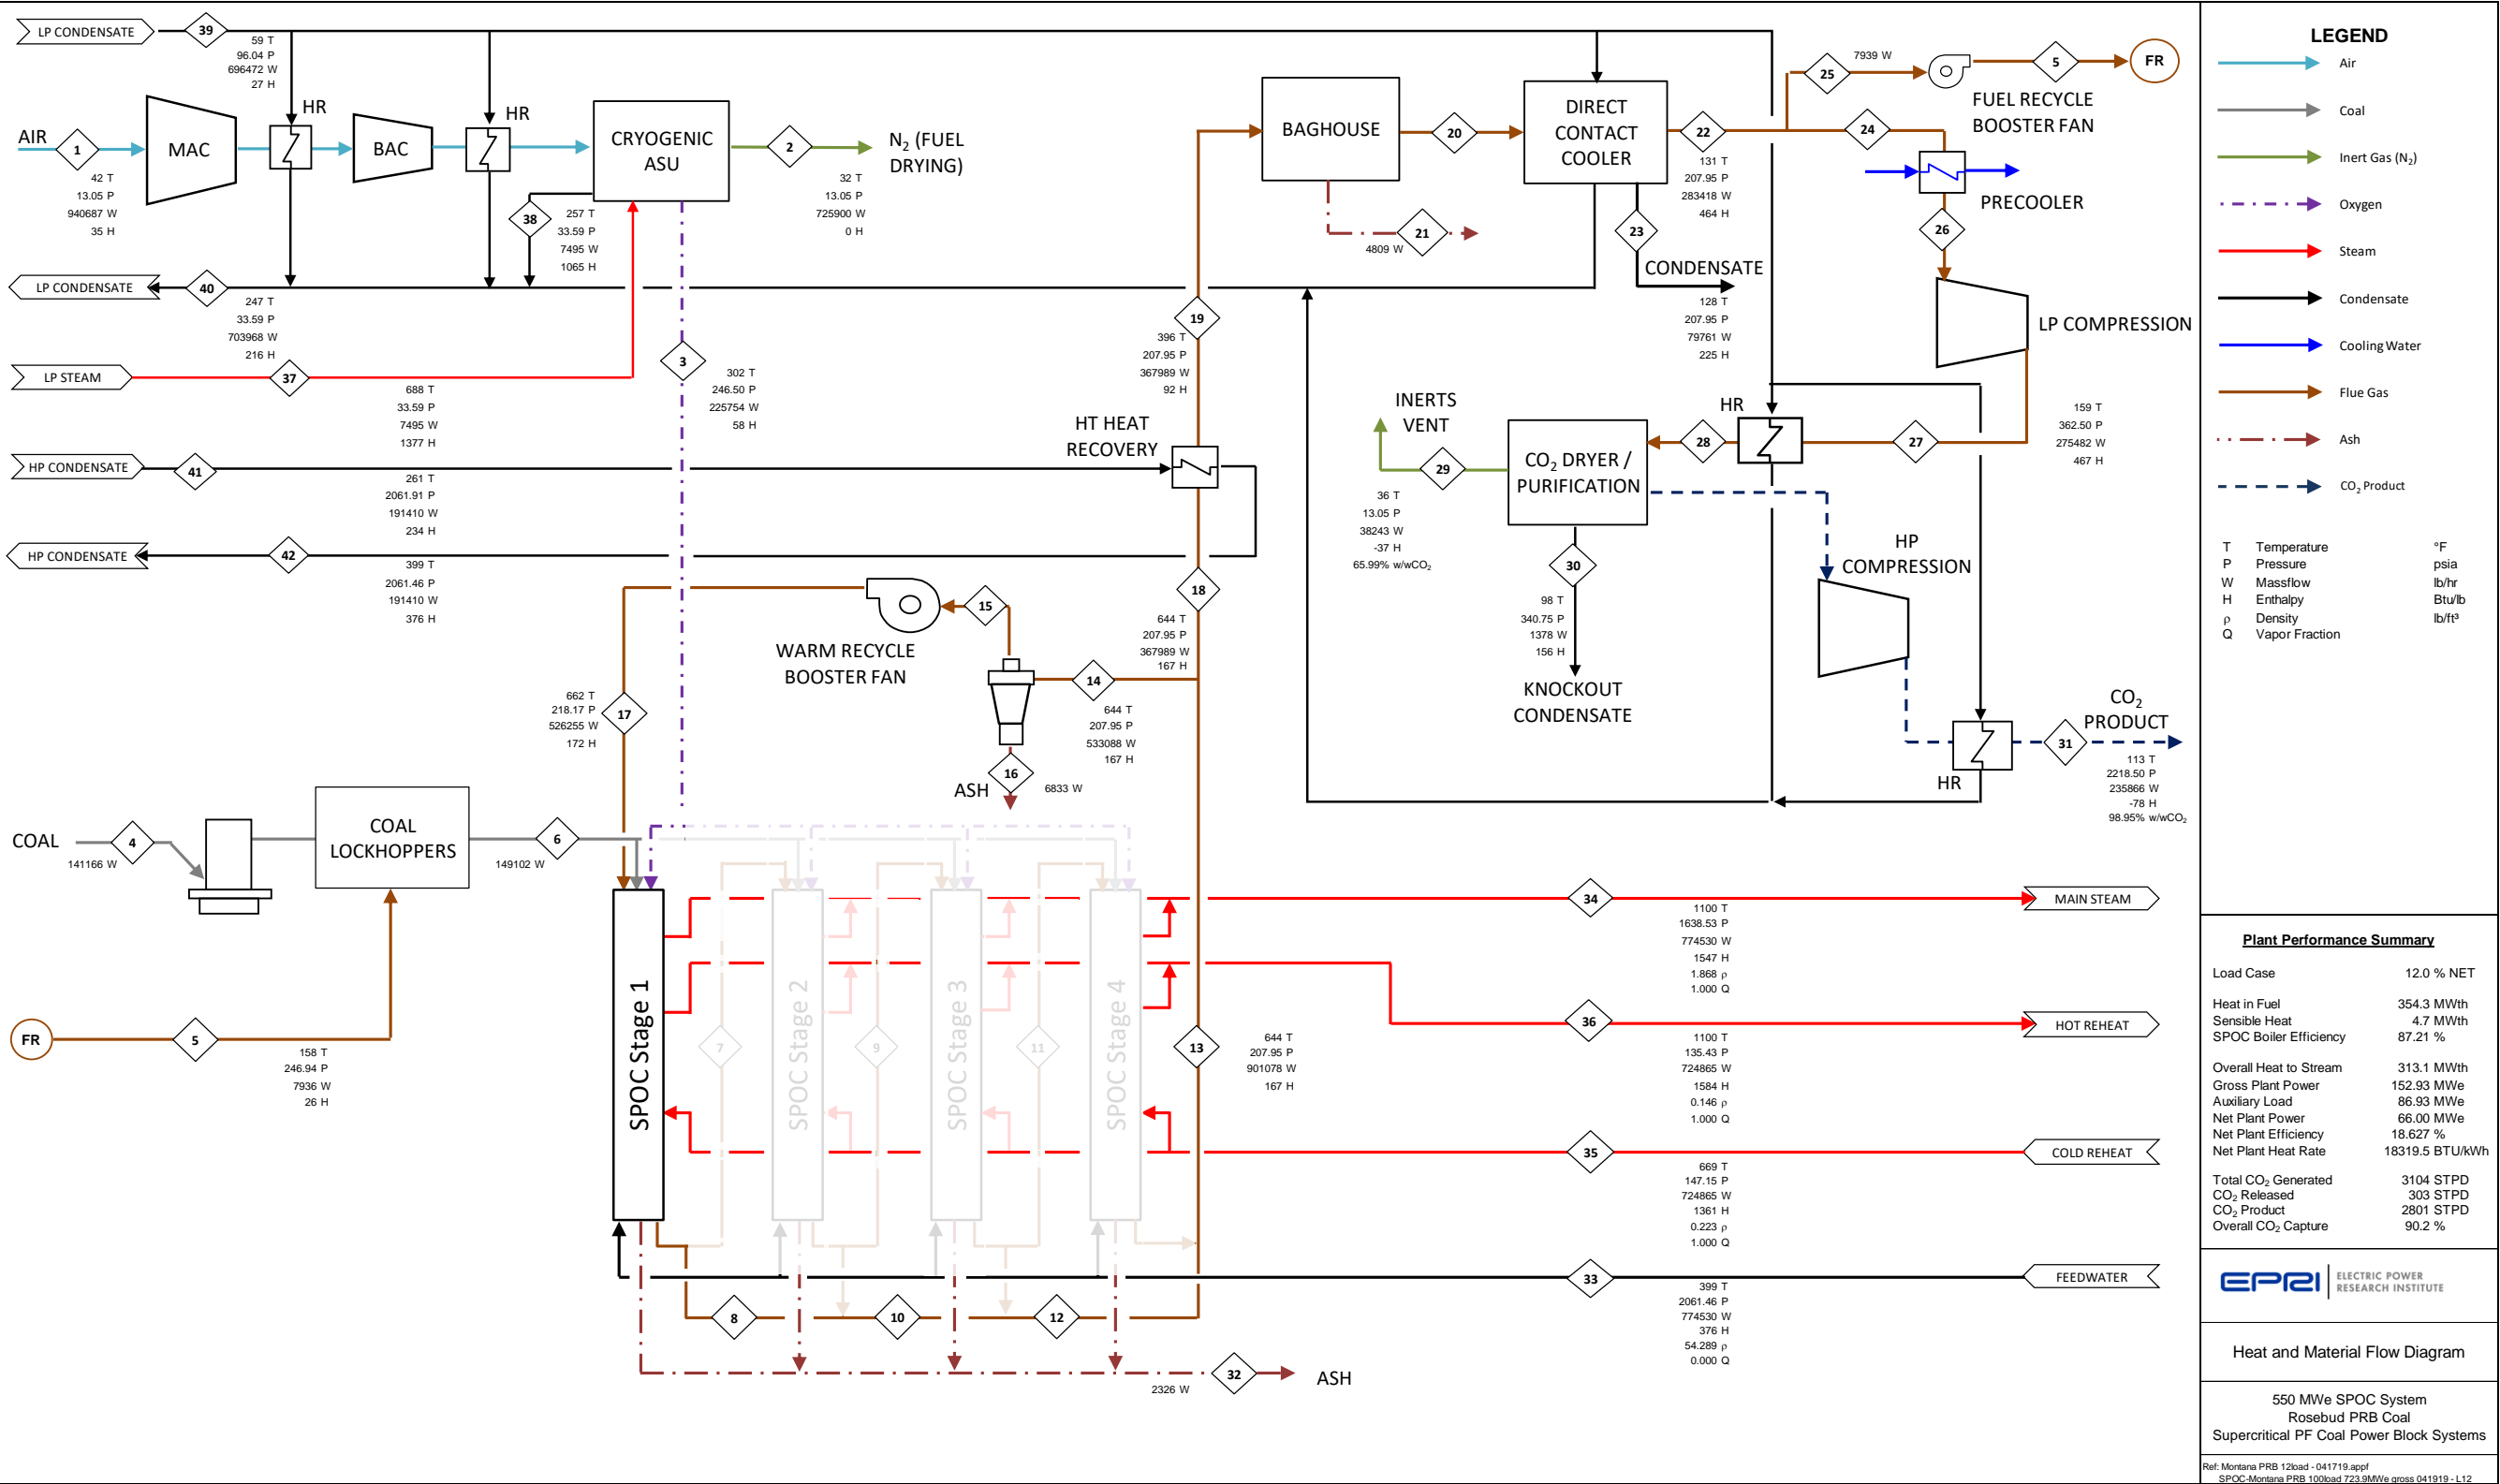 LP CONDENSATE
39
59 T
96.04 P
696472 W
27 H
HR
HR
AIR
1
MAC
BAC
CRYOGENIC
ASU
2
N₂ (FUEL
DRYING)
42 T
13.05 P
940687 W
35 H
32 T
13.05 P
725900 W
0 H
38
257 T
33.59 P
7495 W
1065 H
LP CONDENSATE
40
247 T
33.59 P
703968 W
216 H
LP STEAM
37
688 T
33.59 P
7495 W
1377 H
3
302 T
246.50 P
225754 W
58 H
HP CONDENSATE
41
261 T
2061.91 P
191410 W
234 H
HP CONDENSATE
42
399 T
2061.46 P
191410 W
376 H
BAGHOUSE
20
21
4809 W
DIRECT
CONTACT
COOLER
22
131 T
207.95 P
283418 W
464 H
23
CONDENSATE
128 T
207.95 P
79761 W
225 H
25
7939 W
5
FR
FUEL RECYCLE
BOOSTER FAN
24
PRECOOLER
26
LP COMPRESSION
159 T
362.50 P
275482 W
467 H
27
HR
28
CO₂ DRYER /
PURIFICATION
INERTS
VENT
29
36 T
13.05 P
38243 W
-37 H
65.99% w/wCO₂
30
98 T
340.75 P
1378 W
156 H
KNOCKOUT
CONDENSATE
HP
COMPRESSION
CO₂
PRODUCT
31
HR
113 T
2218.50 P
235866 W
-78 H
98.95% w/wCO₂
19
396 T
207.95 P
367989 W
92 H
HT HEAT
RECOVERY
18
644 T
207.95 P
367989 W
167 H
15
WARM RECYCLE
BOOSTER FAN
14
644 T
207.95 P
533088 W
167 H
16
ASH
6833 W
662 T
218.17 P
526255 W
172 H
17
COAL
4
141166 W
COAL
LOCKHOPPERS
6
149102 W
FR
5
158 T
246.94 P
7936 W
26 H
SPOC Stage 1
7
SPOC Stage 2
9
SPOC Stage 3
11
SPOC Stage 4
13
644 T
207.95 P
901078 W
167 H
34
MAIN STEAM
1100 T
1638.53 P
774530 W
1547 H
1.868 ρ
1.000 Q
36
HOT REHEAT
1100 T
135.43 P
724865 W
1584 H
0.146 ρ
1.000 Q
35
COLD REHEAT
669 T
147.15 P
724865 W
1361 H
0.223 ρ
1.000 Q
33
FEEDWATER
399 T
2061.46 P
774530 W
376 H
54.289 ρ
0.000 Q
8
10
12
2326 W
32
ASH
LEGEND
Air
Coal
Inert Gas (N₂)
Oxygen
Steam
Condensate
Cooling Water
Flue Gas
Ash
CO₂ Product
T Temperature °F
P Pressure psia
W Massflow lb/hr
H Enthalpy Btu/lb
ρ Density lb/ft³
Q Vapor Fraction
Plant Performance Summary
Load Case 12.0 % NET
Heat in Fuel 354.3 MWth
Sensible Heat 4.7 MWth
SPOC Boiler Efficiency 87.21 %
Overall Heat to Stream 313.1 MWth
Gross Plant Power 152.93 MWe
Auxiliary Load 86.93 MWe
Net Plant Power 66.00 MWe
Net Plant Efficiency 18.627 %
Net Plant Heat Rate 18319.5 BTU/kWh
Total CO₂ Generated 3104 STPD
CO₂ Released 303 STPD
CO₂ Product 2801 STPD
Overall CO₂ Capture 90.2 %
EPRI ELECTRIC POWER
RESEARCH INSTITUTE
Heat and Material Flow Diagram
550 MWe SPOC System
Rosebud PRB Coal
Supercritical PF Coal Power Block Systems
Ref: Montana PRB 12load - 041719.appf
SPOC-Montana PRB 100load 723.9MWe gross 041919 - L12